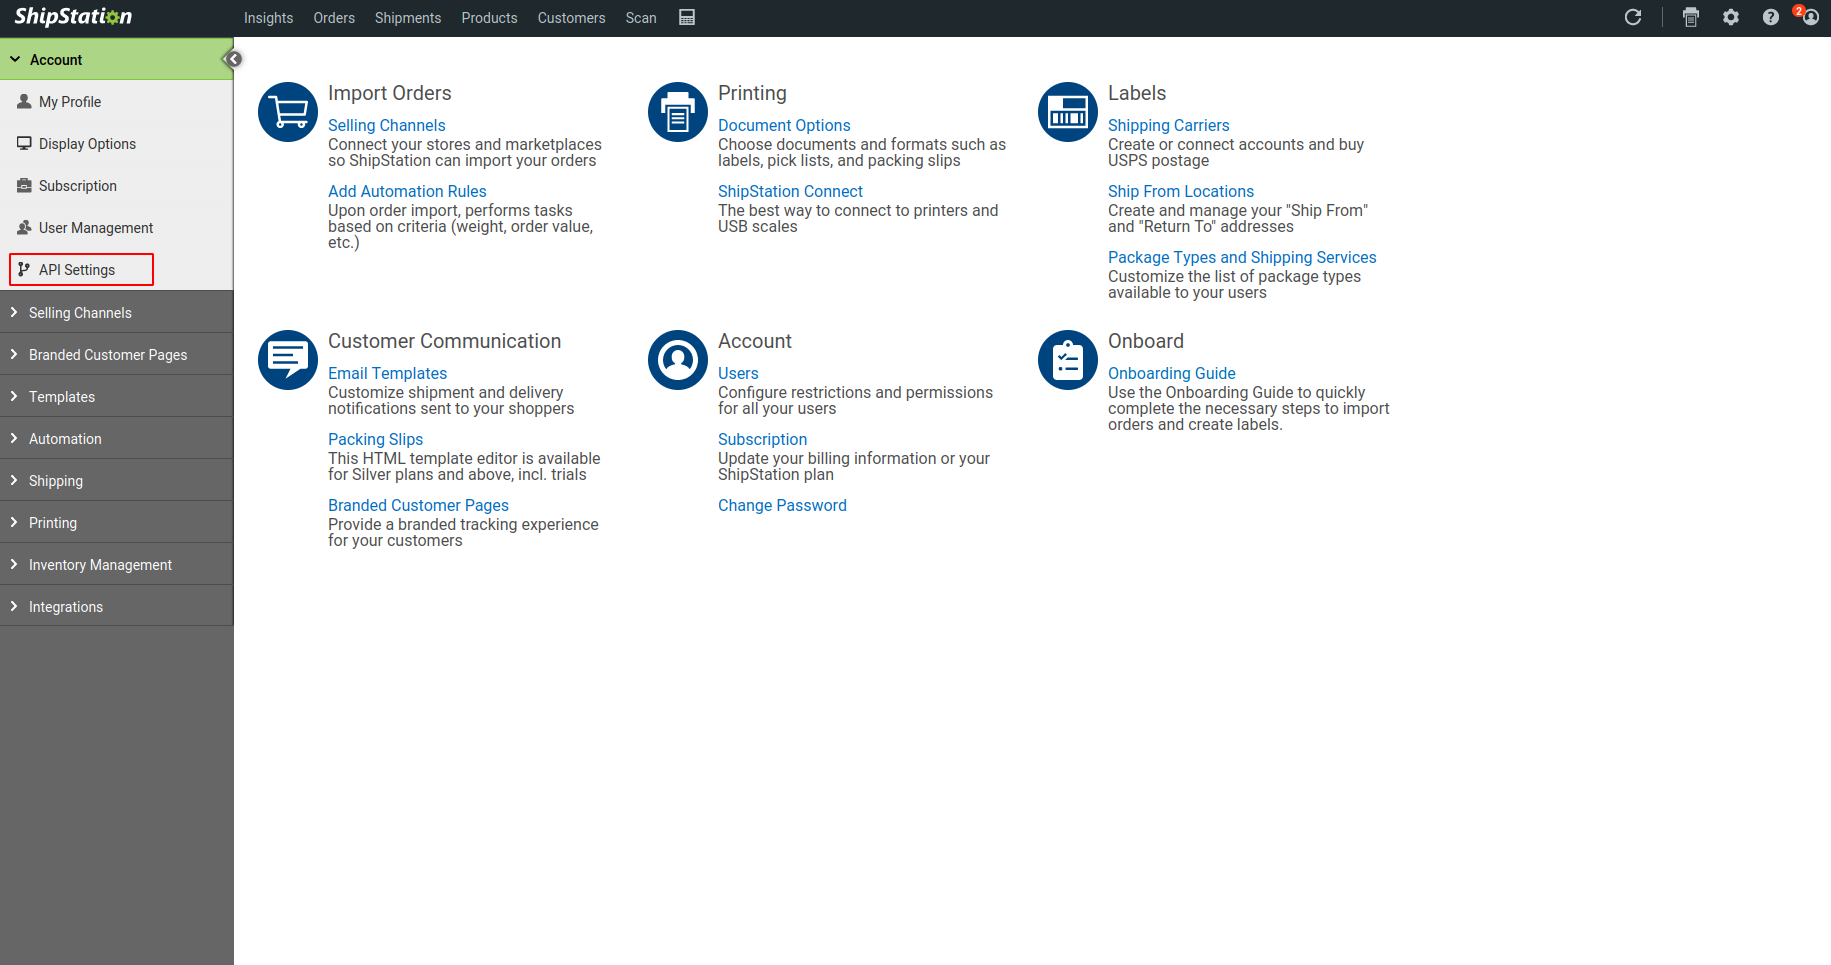 ShipStation
Insights Orders Shipments Products Customers Scan
2
Account
My Profile
Display Options
Subscription
User Management
API Settings
Selling Channels
Branded Customer Pages
Templates
Automation
Shipping
Printing
Inventory Management
Integrations
Import Orders
Selling Channels
Connect your stores and marketplaces
so ShipStation can import your orders
Add Automation Rules
Upon order import, performs tasks
based on criteria (weight, order value,
etc.)
Printing
Document Options
Choose documents and formats such as
labels, pick lists, and packing slips
ShipStation Connect
The best way to connect to printers and
USB scales
Labels
Shipping Carriers
Create or connect accounts and buy
USPS postage
Ship From Locations
Create and manage your "Ship From"
and "Return To" addresses
Package Types and Shipping Services
Customize the list of package types
available to your users
Customer Communication
Email Templates
Customize shipment and delivery
notifications sent to your shoppers
Packing Slips
This HTML template editor is available
for Silver plans and above, incl. trials
Branded Customer Pages
Provide a branded tracking experience
for your customers
Account
Users
Configure restrictions and permissions
for all your users
Subscription
Update your billing information or your
ShipStation plan
Change Password
Onboard
Onboarding Guide
Use the Onboarding Guide to quickly
complete the necessary steps to import
orders and create labels.